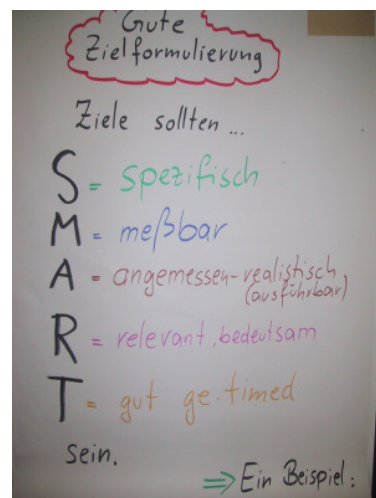 Gute
Zielformulierung
Ziele sollten ...
S = spezifisch
M = meßbar
A = angemessen-realistisch
(ausführbar)
R = relevant, bedeutsam
T = gut ge.timed
sein.
⇒ Ein Beispiel: